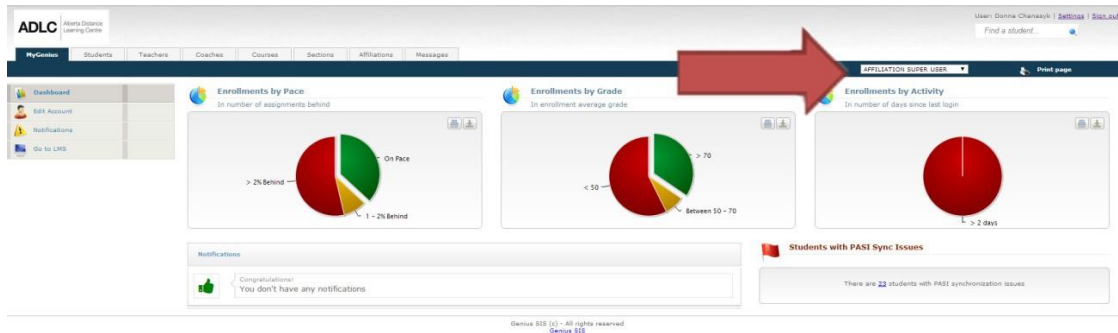 User: Donna Chanasyk | Settings | Sign out
ADLC Alberta Distance Learning Centre
Find a student...
MyGenius Students Teachers Coaches Courses Sections Affiliations Messages
AFFILIATION SUPER USER Print page
Dashboard
Edit Account
Notifications
Go to LMS
Enrollments by Pace
In number of assignments behind
On Pace
> 2% Behind
1 - 2% Behind
Enrollments by Grade
In enrollment average grade
> 70
< 50
Between 50 - 70
Enrollments by Activity
In number of days since last login
> 2 days
Notifications
Congratulations!
You don't have any notifications
Students with PASI Sync Issues
There are 23 students with PASI synchronization issues
Genius SIS (c) - All rights reserved
Genius SIS